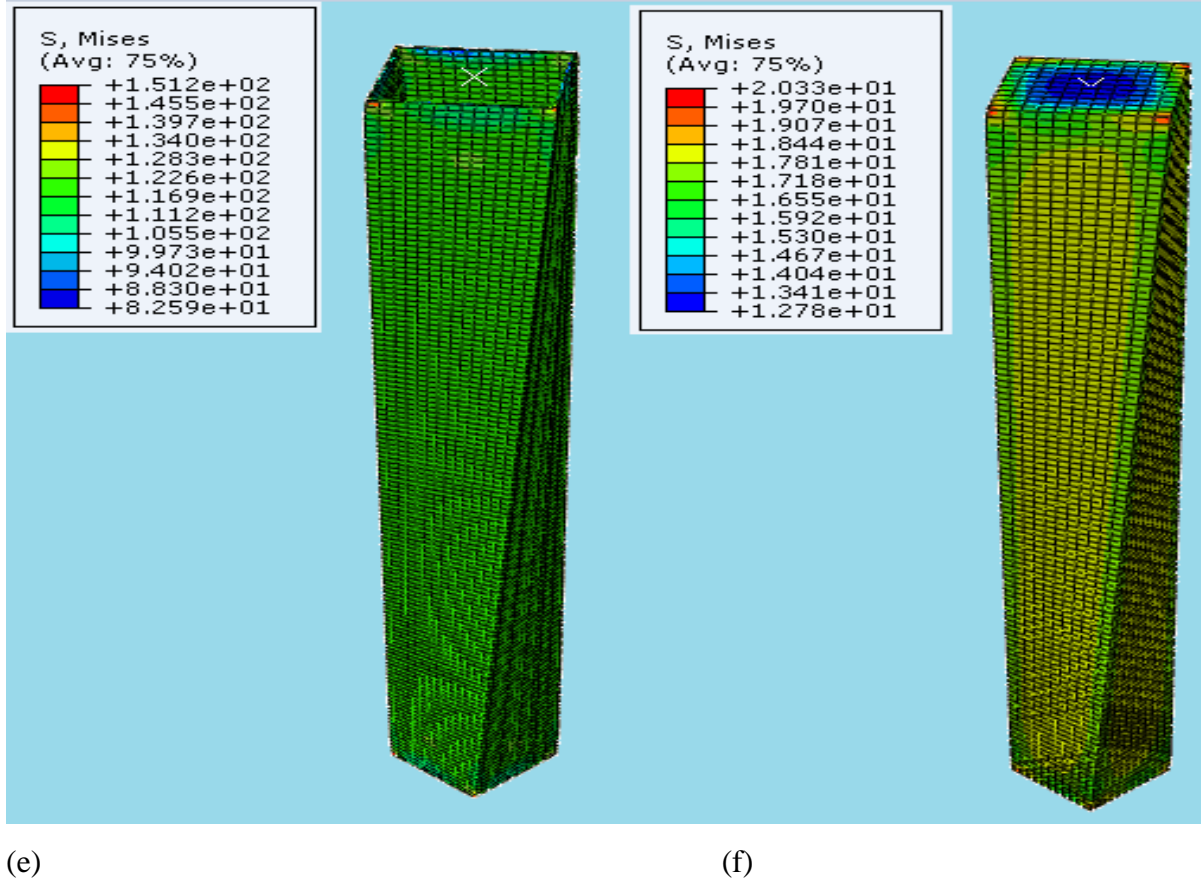 S, Mises
(Avg: 75%)
+1.512e+02
+1.455e+02
+1.397e+02
+1.340e+02
+1.283e+02
+1.226e+02
+1.169e+02
+1.112e+02
+1.055e+02
+9.973e+01
+9.402e+01
+8.830e+01
+8.259e+01
S, Mises
(Avg: 75%)
+2.033e+01
+1.970e+01
+1.907e+01
+1.844e+01
+1.781e+01
+1.718e+01
+1.655e+01
+1.592e+01
+1.530e+01
+1.467e+01
+1.404e+01
+1.341e+01
+1.278e+01
(e) (f)